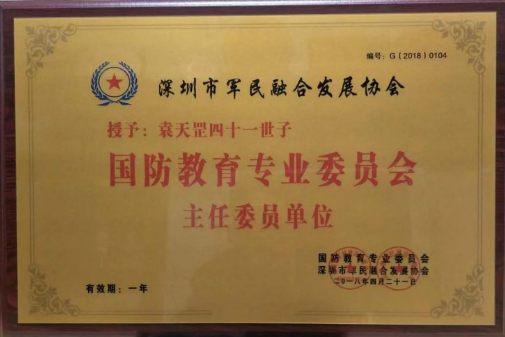 编号：G（2018）0104
深圳市军民融合发展协会
授予：袁天罡四十一世子
国防教育专业委员会
主任委员单位
国防教育专业委员会
深圳市军民融合发展协会
二〇一八年四月二十一日
有效期：一年